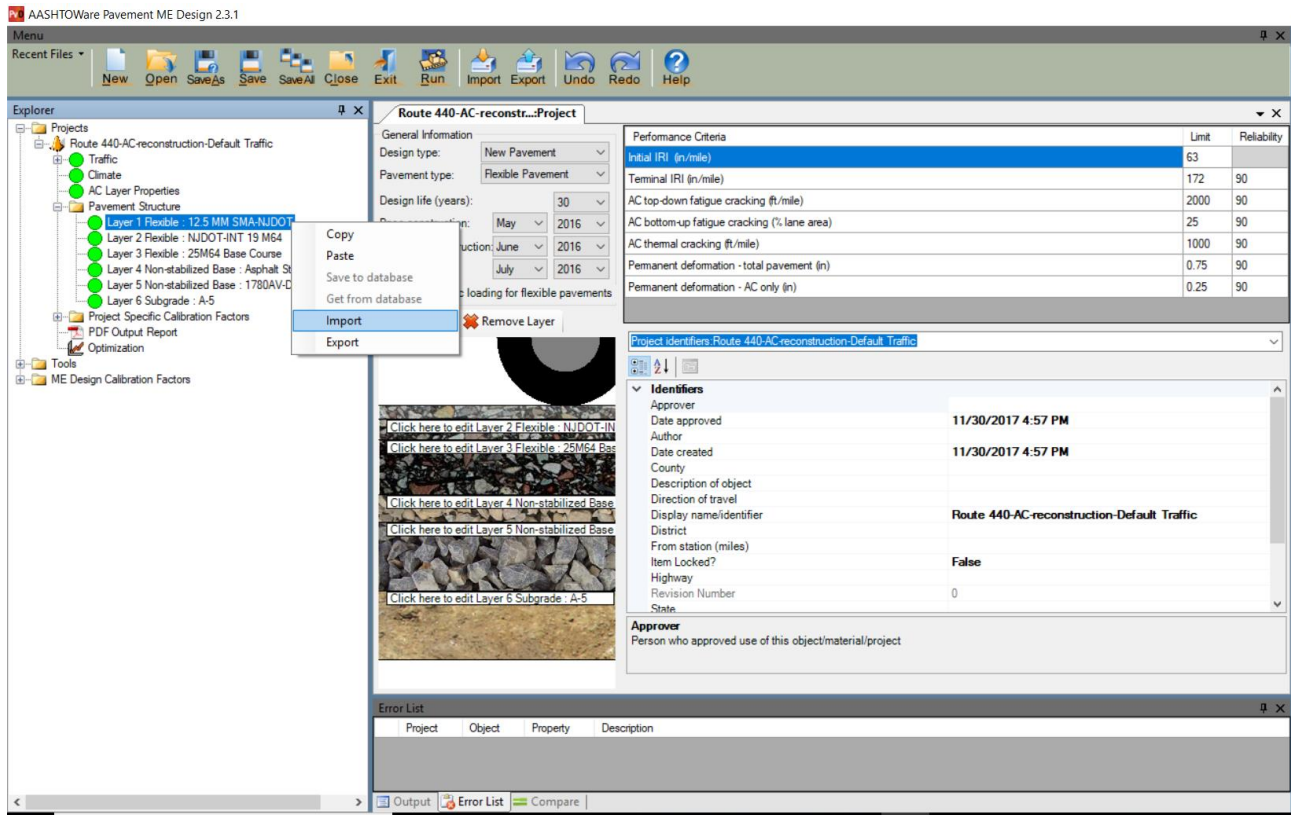 AASHTOWare Pavement ME Design 2.3.1
Menu
Recent Files
New Open SaveAs Save SaveAll Close Exit Run Import Export Undo Redo Help
Explorer
Projects
Route 440-AC-reconstruction-Default Traffic
Traffic
Climate
AC Layer Properties
Pavement Structure
Layer 1 Flexible : 12.5 MM SMA-NJDOT
Layer 2 Flexible : NJDOT-INT 19 M64
Layer 3 Flexible : 25M64 Base Course
Layer 4 Non-stabilized Base : Asphalt St
Layer 5 Non-stabilized Base : 1780AV-D
Layer 6 Subgrade : A-5
Project Specific Calibration Factors
PDF Output Report
Optimization
Tools
ME Design Calibration Factors
Copy
Paste
Save to database
Get from database
Import
Export
Route 440-AC-reconstr...:Project
General Information
Design type: New Pavement
Pavement type: Flexible Pavement
Design life (years): 30
May 2016
uction: June 2016
July 2016
loading for flexible pavements
Remove Layer
Click here to edit Layer 2 Flexible : NJDOT-IN
Click here to edit Layer 3 Flexible : 25M64 Bas
Click here to edit Layer 4 Non-stabilized Base
Click here to edit Layer 5 Non-stabilized Base
Click here to edit Layer 6 Subgrade : A-5
Performance Criteria Limit Reliability
Initial IRI (in/mile) 63
Terminal IRI (in/mile) 172 90
AC top-down fatigue cracking (ft/mile) 2000 90
AC bottom-up fatigue cracking (% lane area) 25 90
AC thermal cracking (ft/mile) 1000 90
Permanent deformation - total pavement (in) 0.75 90
Permanent deformation - AC only (in) 0.25 90
Project identifiers:Route 440-AC-reconstruction-Default Traffic
Identifiers
Approver
Date approved 11/30/2017 4:57 PM
Author
Date created 11/30/2017 4:57 PM
County
Description of object
Direction of travel
Display name/identifier Route 440-AC-reconstruction-Default Traffic
District
From station (miles)
Item Locked? False
Highway
Revision Number 0
State
Approver
Person who approved use of this object/material/project
Error List
Project Object Property Description
Output Error List Compare